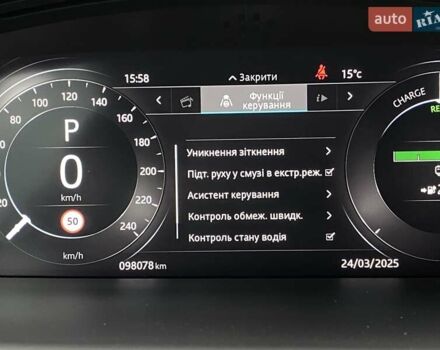 AUTO
RIA
15:58
Закрити
15°c
Функції
керування
i
CHARGE
40
60
80
100
120
140
160
180
200
220
240
P
0
km/h
50
km/h
Уникнення зіткнення
Підт. руху у смузі в екстр.реж.
Асистент керування
Контроль обмеж. швидк.
Контроль стану водія
098078 km
24/03/2025